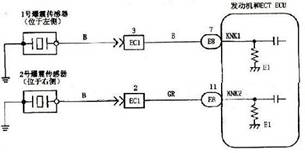 发动机和ECT ECU
1号爆震传感器
(位于左侧)
B
3
EC1
B
7
E8
KNK1
E1
2号爆震传感器
(位于右侧)
B
2
EC1
GR
11
E8
KNK2
E1